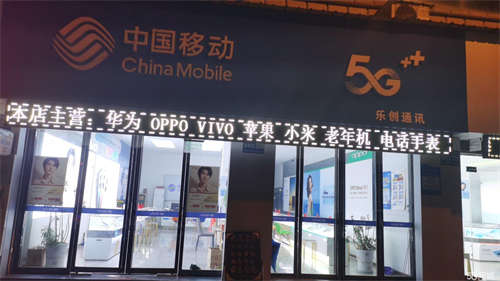 中国移动
China Mobile
5G++
乐创通讯
本店主营：华为 OPPO VIVO 苹果 小米 老年机 电话手表